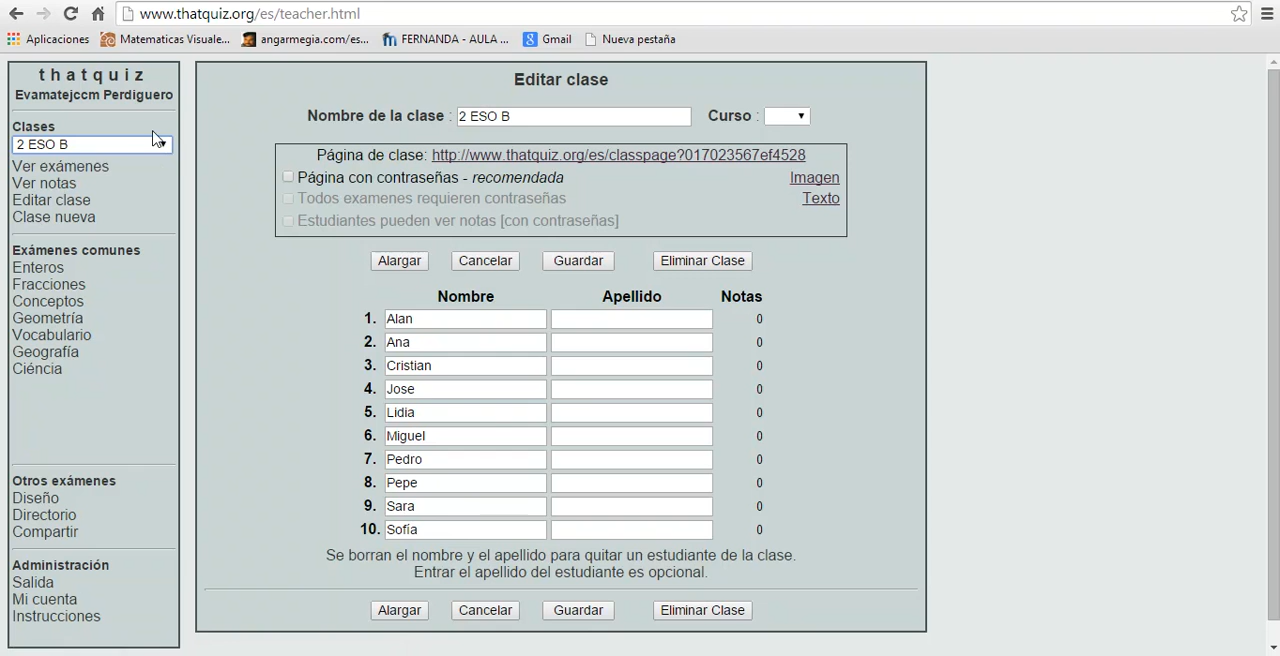 www.thatquiz.org/es/teacher.html
Aplicaciones Matematicas Visuale... angarmegia.com/es... FERNANDA - AULA ... Gmail Nueva pestaña
thatquiz
Evamatejccm Perdiguero
Clases
2 ESO B
Ver exámenes
Ver notas
Editar clase
Clase nueva
Exámenes comunes
Enteros
Fracciones
Conceptos
Geometría
Vocabulario
Geografía
Ciéncia
Otros exámenes
Diseño
Directorio
Compartir
Administración
Salida
Mi cuenta
Instrucciones
Editar clase
Nombre de la clase : 2 ESO B Curso :
Página de clase: http://www.thatquiz.org/es/classpage?017023567ef4528
Página con contraseñas - recomendada Imagen
Todos examenes requieren contraseñas Texto
Estudiantes pueden ver notas [con contraseñas]
Alargar Cancelar Guardar Eliminar Clase
Nombre Apellido Notas
1. Alan 0
2. Ana 0
3. Cristian 0
4. Jose 0
5. Lidia 0
6. Miguel 0
7. Pedro 0
8. Pepe 0
9. Sara 0
10. Sofía 0
Se borran el nombre y el apellido para quitar un estudiante de la clase.
Entrar el apellido del estudiante es opcional.
Alargar Cancelar Guardar Eliminar Clase